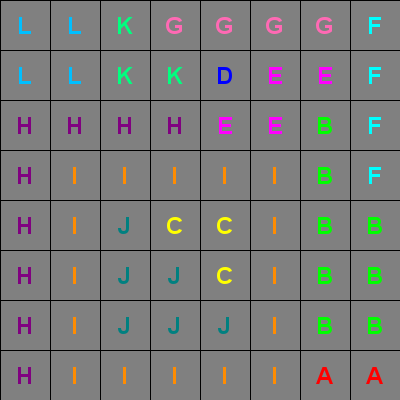 L L K G G G G F
L L K K D E E F
H H H H E E B F
H I I I I I B F
H I J C C I B B
H I J J C I B B
H I J J J I B B
H I I I I I A A